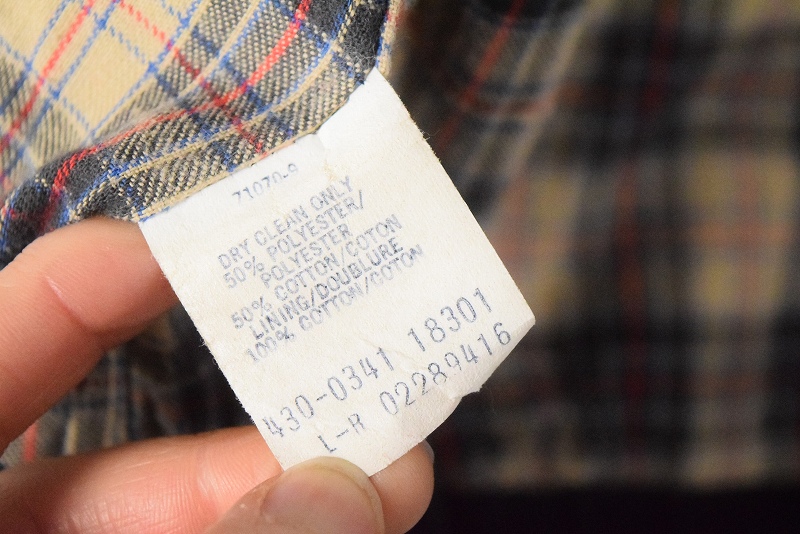 71070-9
DRY CLEAN ONLY
50% POLYESTER/
POLYESTER
50% COTTON/COTON
LINING/DOUBLURE
100% COTTON/COTON
430-0341 18301
L-R 02289416